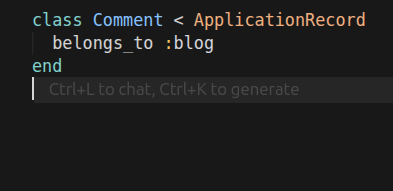 class Comment < ApplicationRecord
  belongs_to :blog
end
Ctrl+L to chat, Ctrl+K to generate